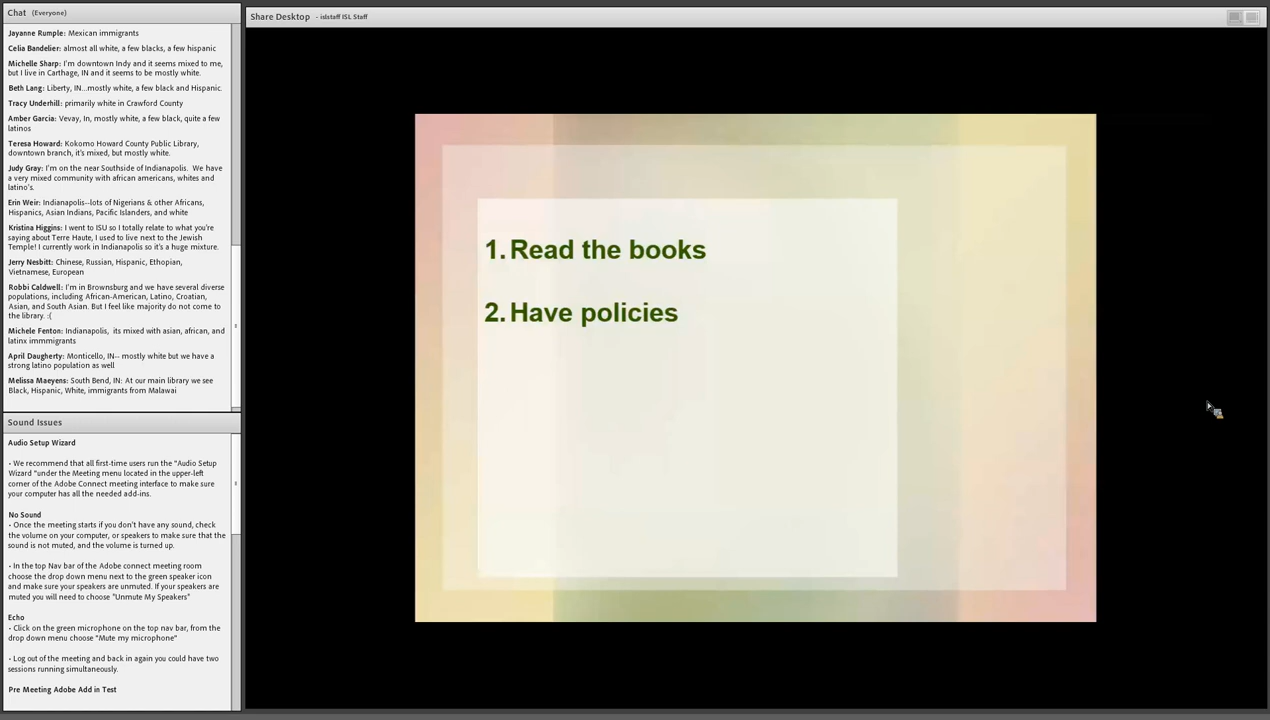 Chat (Everyone)
Jayanne Rumple: Mexican immigrants
Celia Bandelier: almost all white, a few blacks, a few hispanic
Michelle Sharp: I'm downtown Indy and it seems mixed to me,
but I live in Carthage, IN and it seems to be mostly white.
Beth Lang: Liberty, IN...mostly white, a few black and Hispanic.
Tracy Underhill: primarily white in Crawford County
Amber Garcia: Vevay, In, mostly white, a few black, quite a few
latinos
Teresa Howard: Kokomo Howard County Public Library,
downtown branch, it's mixed, but mostly white.
Judy Gray: I'm on the near Southside of Indianapolis. We have
a very mixed community with african americans, whites and
latino's.
Erin Weir: Indianapolis--lots of Nigerians & other Africans,
Hispanics, Asian Indians, Pacific Islanders, and white
Kristina Higgins: I went to ISU so I totally relate to what you're
saying about Terre Haute, I used to live next to the Jewish
Temple! I currently work in Indianapolis so it's a huge mixture.
Jerry Nesbitt: Chinese, Russian, Hispanic, Ethopian,
Vietnamese, European
Robbi Caldwell: I'm in Brownsburg and we have several diverse
populations, including African-American, Latino, Croatian,
Asian, and South Asian. But I feel like majority do not come to
the library. :(
Michele Fenton: Indianapolis, its mixed with asian, african, and
latinx immmigrants
April Daugherty: Monticello, IN-- mostly white but we have a
strong latino population as well
Melissa Maeyens: South Bend, IN: At our main library we see
Black, Hispanic, White, immigrants from Malawai
Sound Issues
Audio Setup Wizard
• We recommend that all first-time users run the "Audio Setup
Wizard "under the Meeting menu located in the upper-left
corner of the Adobe Connect meeting interface to make sure
your computer has all the needed add-ins.
No Sound
• Once the meeting starts if you don't have any sound, check
the volume on your computer, or speakers to make sure that the
sound is not muted, and the volume is turned up.
• In the top Nav bar of the Adobe connect meeting room
choose the drop down menu next to the green speaker icon
and make sure your speakers are unmuted. If your speakers are
muted you will need to choose "Unmute My Speakers"
Echo
• Click on the green microphone on the top nav bar, from the
drop down menu choose "Mute my microphone"
• Log out of the meeting and back in again you could have two
sessions running simultaneously.
Pre Meeting Adobe Add in Test
Share Desktop - islstaff ISL Staff
1. Read the books
2. Have policies